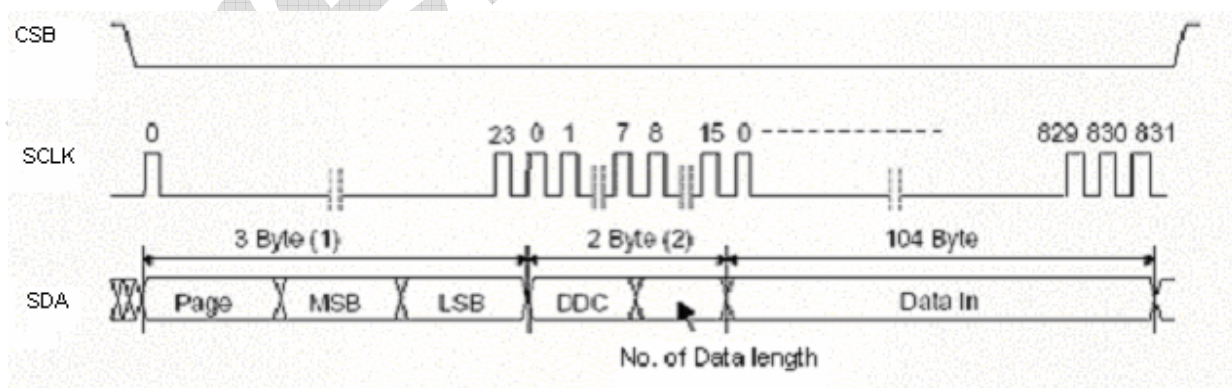 CSB
0 23 0 1 7 8 15 0 829 830 831
SCLK
3 Byte (1) 2 Byte (2) 104 Byte
SDA Page MSB LSB DDC Data In
No. of Data length